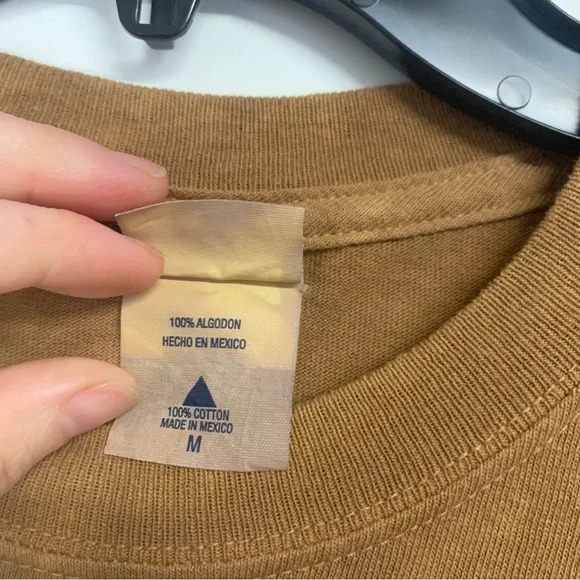 100% ALGODON
HECHO EN MEXICO
100% COTTON
MADE IN MEXICO
M